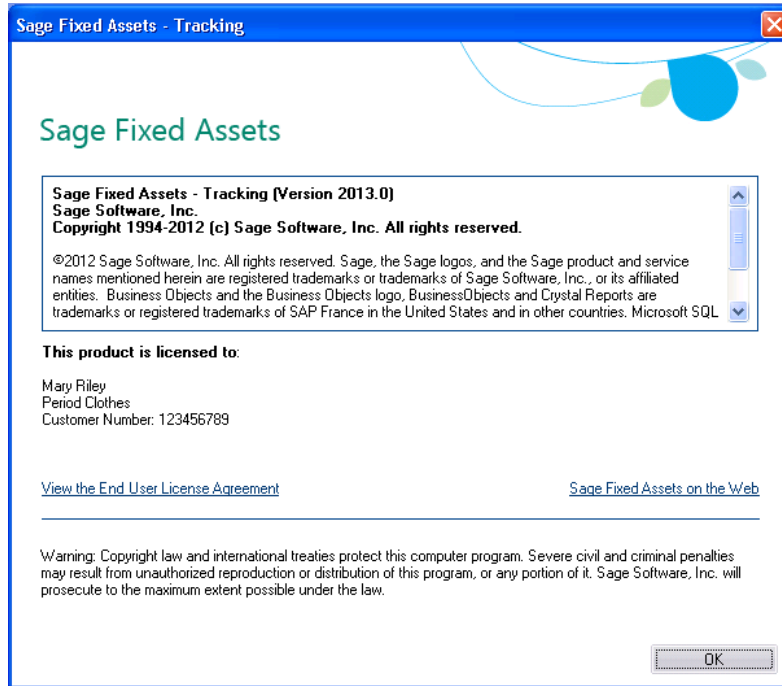 Sage Fixed Assets - Tracking
Sage Fixed Assets
Sage Fixed Assets - Tracking (Version 2013.0)
Sage Software, Inc.
Copyright 1994-2012 (c) Sage Software, Inc. All rights reserved.
©2012 Sage Software, Inc. All rights reserved. Sage, the Sage logos, and the Sage product and service
names mentioned herein are registered trademarks or trademarks of Sage Software, Inc., or its affiliated
entities. Business Objects and the Business Objects logo, BusinessObjects and Crystal Reports are
trademarks or registered trademarks of SAP France in the United States and in other countries. Microsoft SQL
This product is licensed to:
Mary Riley
Period Clothes
Customer Number: 123456789
View the End User License Agreement
Sage Fixed Assets on the Web
Warning: Copyright law and international treaties protect this computer program. Severe civil and criminal penalties
may result from unauthorized reproduction or distribution of this program, or any portion of it. Sage Software, Inc. will
prosecute to the maximum extent possible under the law.
OK